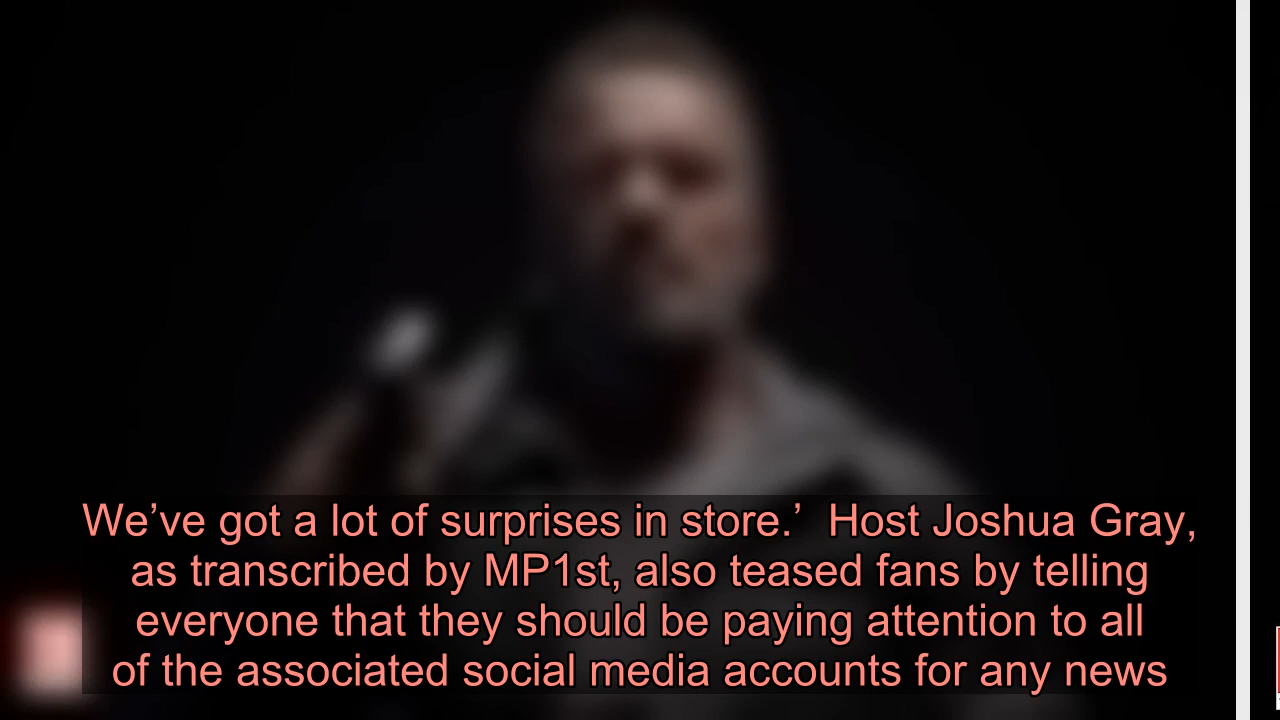 We’ve got a lot of surprises in store.’  Host Joshua Gray,
as transcribed by MP1st, also teased fans by telling
everyone that they should be paying attention to all
of the associated social media accounts for any news